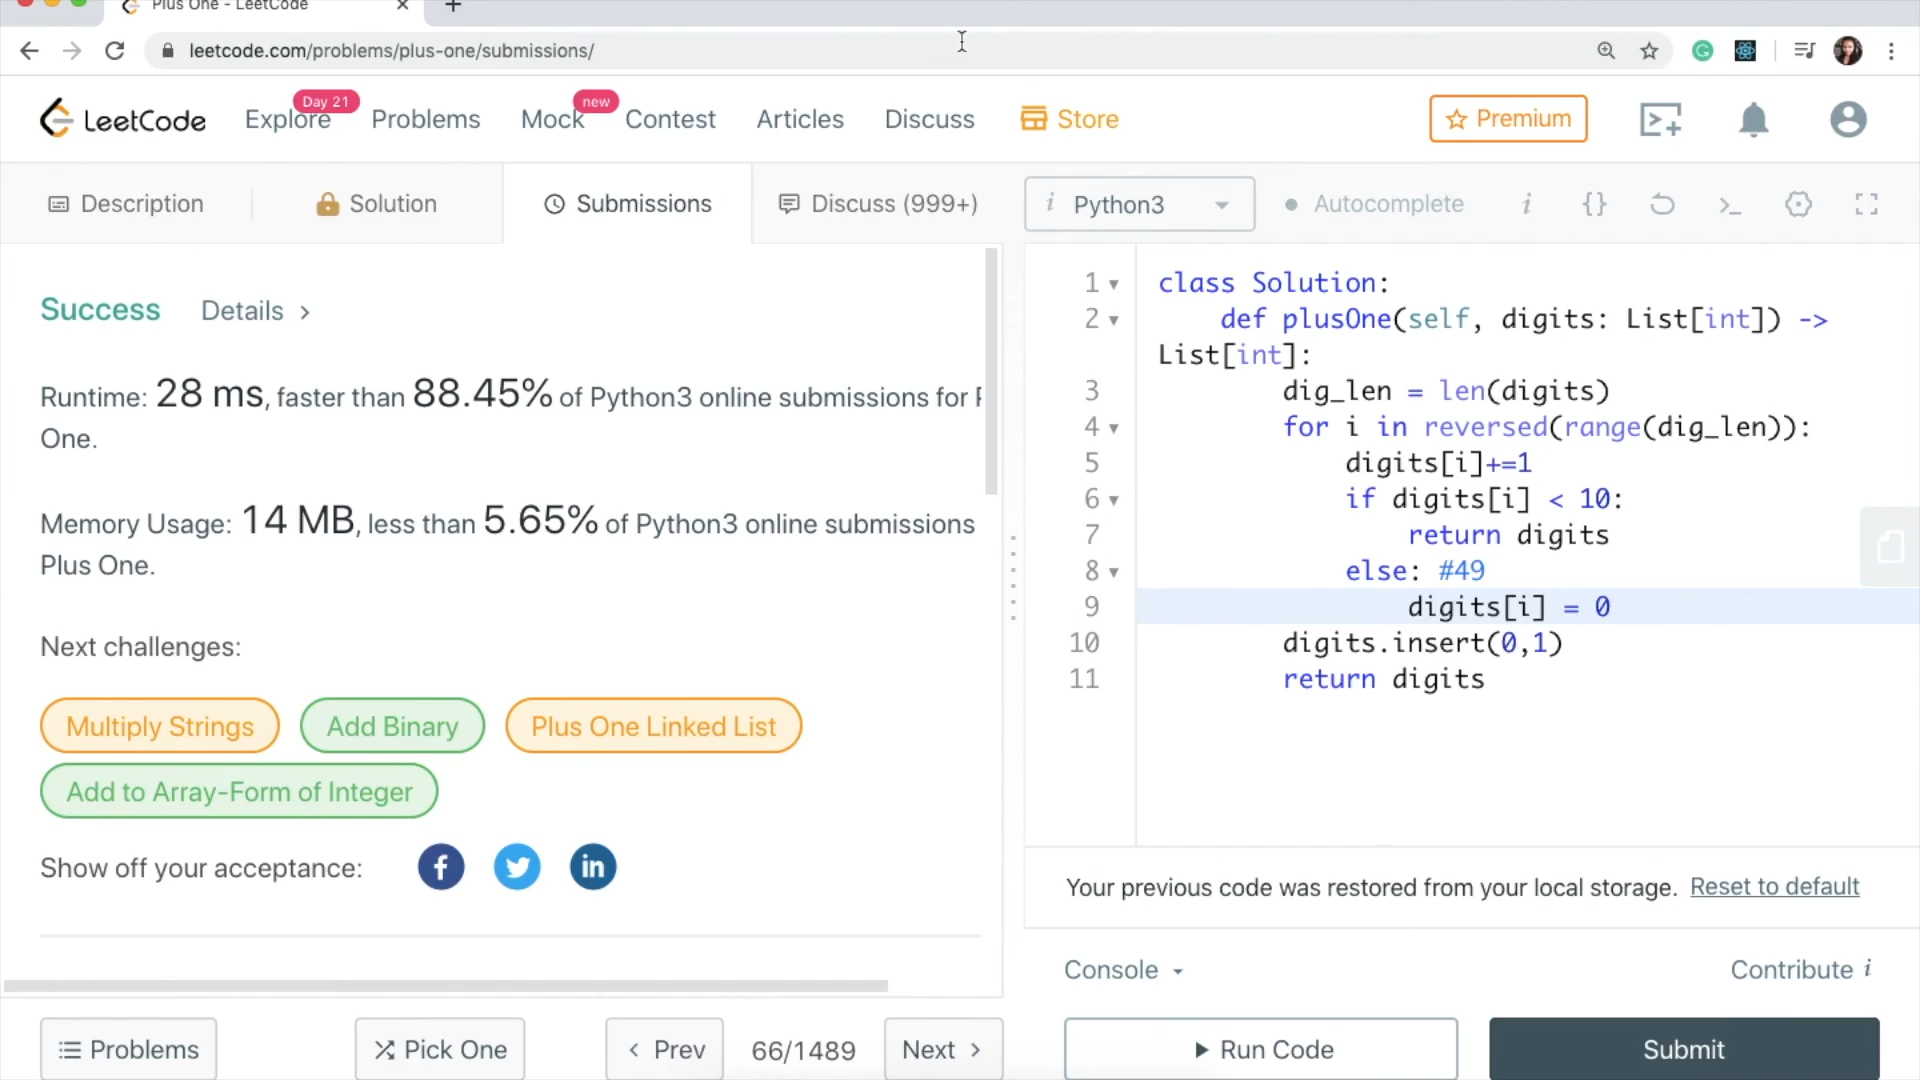 Plus One - LeetCode
leetcode.com/problems/plus-one/submissions/
LeetCode Explore Day 21 Problems Mock new Contest Articles Discuss Store Premium
Description Solution Submissions Discuss (999+) i Python3 Autocomplete i {}
Success Details
Runtime: 28 ms, faster than 88.45% of Python3 online submissions for
One.
Memory Usage: 14 MB, less than 5.65% of Python3 online submissions
Plus One.
Next challenges:
Multiply Strings Add Binary Plus One Linked List
Add to Array-Form of Integer
Show off your acceptance:
Problems Pick One Prev 66/1489 Next
1 class Solution:
2 def plusOne(self, digits: List[int]) ->
List[int]:
3 dig_len = len(digits)
4 for i in reversed(range(dig_len)):
5 digits[i]+=1
6 if digits[i] < 10:
7 return digits
8 else: #49
9 digits[i] = 0
10 digits.insert(0,1)
11 return digits
Your previous code was restored from your local storage. Reset to default
Console Contribute i
Run Code Submit